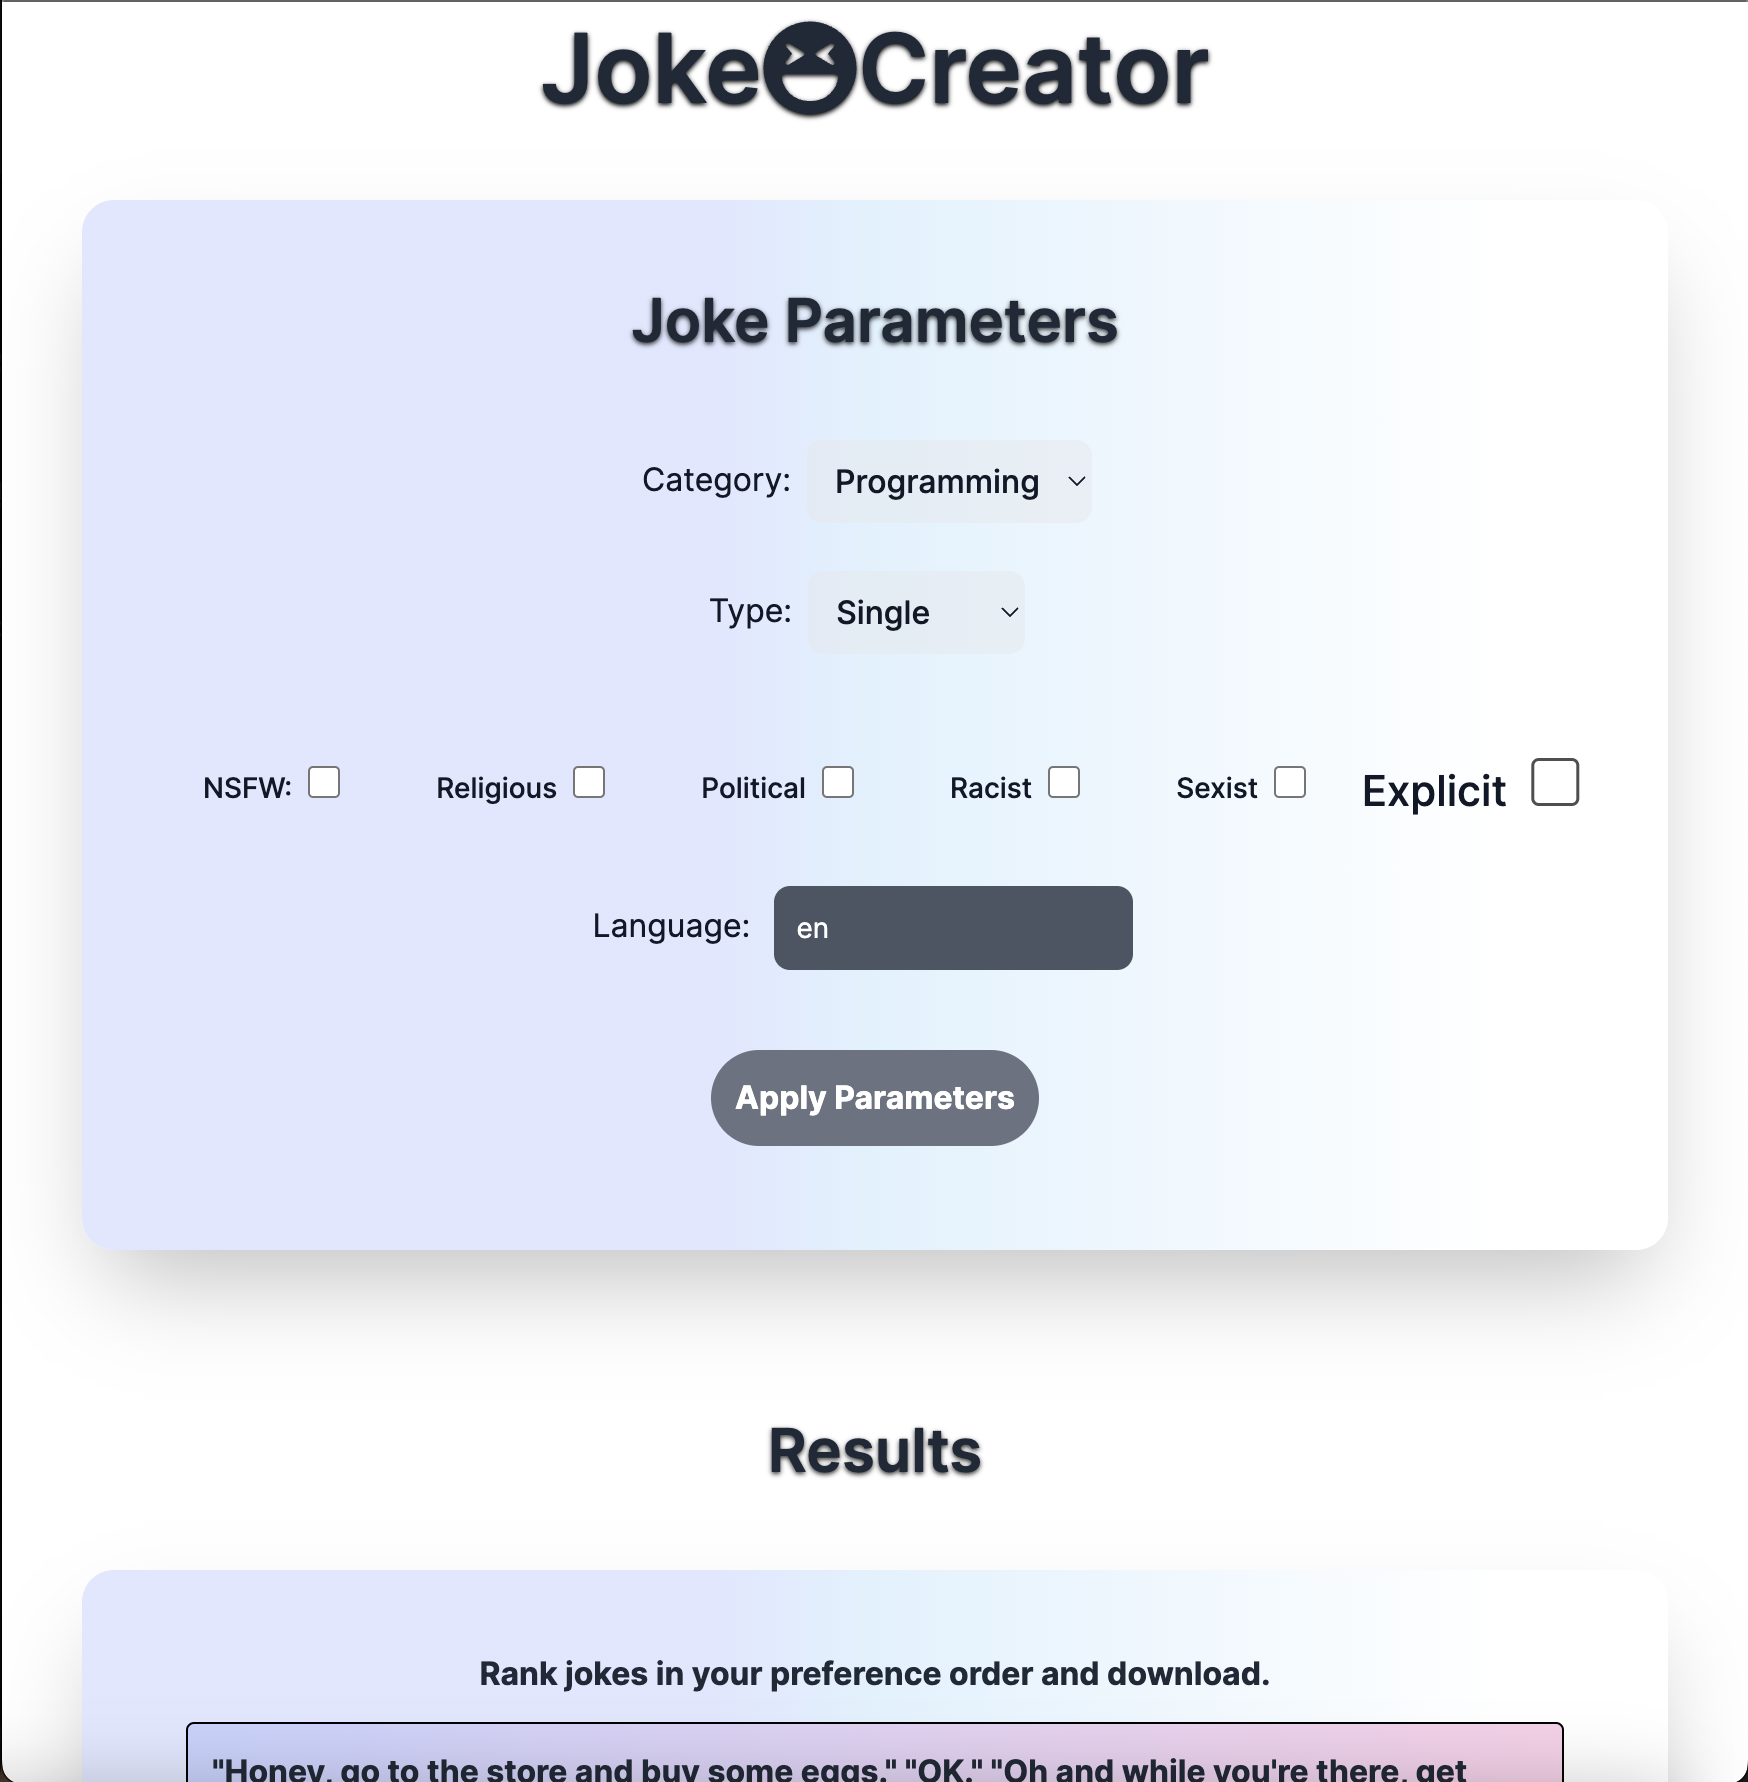 Joke Creator
Joke Parameters
Category: Programming
Type: Single
NSFW: Religious Political Racist Sexist Explicit
Language: en
Apply Parameters
Results
Rank jokes in your preference order and download.
"Honey, go to the store and buy some eggs." "OK." "Oh and while you're there, get